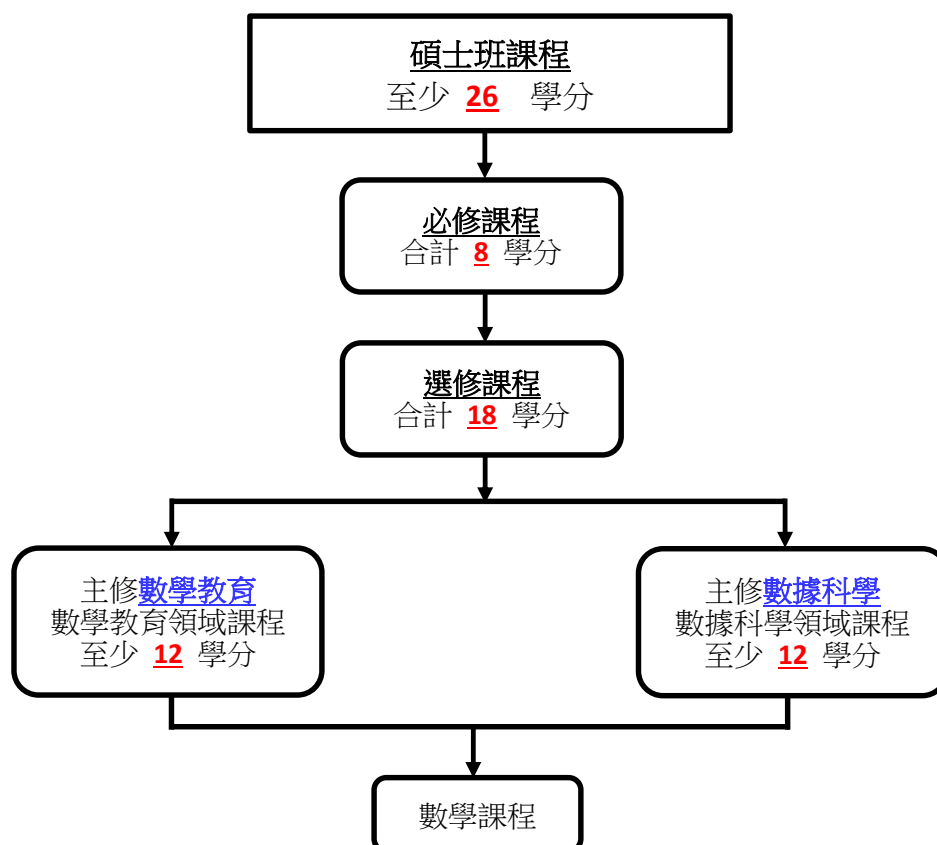 碩士班課程
至少 26 學分
必修課程
合計 8 學分
選修課程
合計 18 學分
主修數學教育
數學教育領域課程
至少 12 學分
主修數據科學
數據科學領域課程
至少 12 學分
數學課程